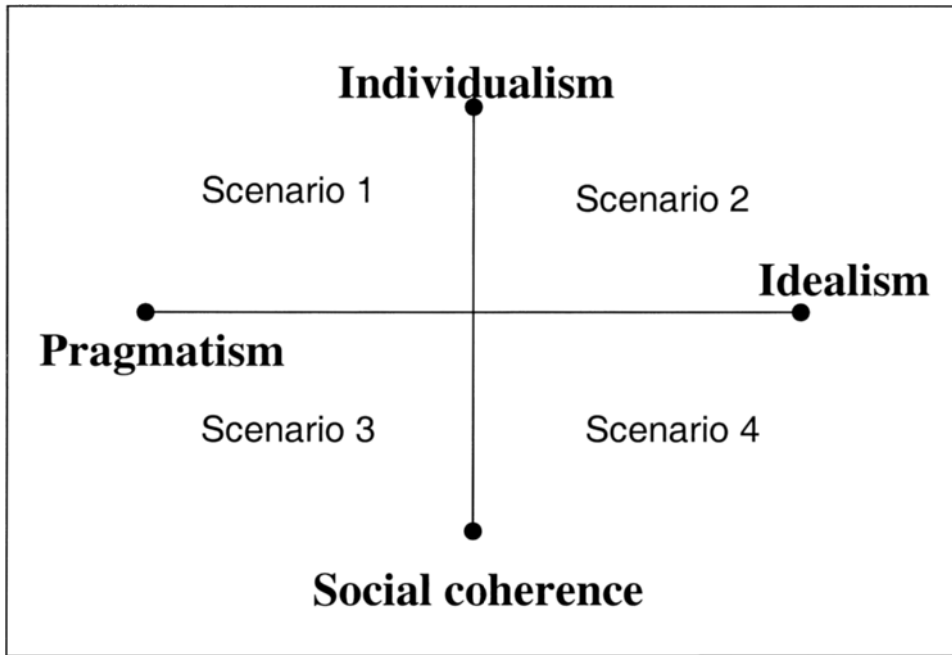 Individualism
Scenario 1
Scenario 2
Idealism
Pragmatism
Scenario 3
Scenario 4
Social coherence